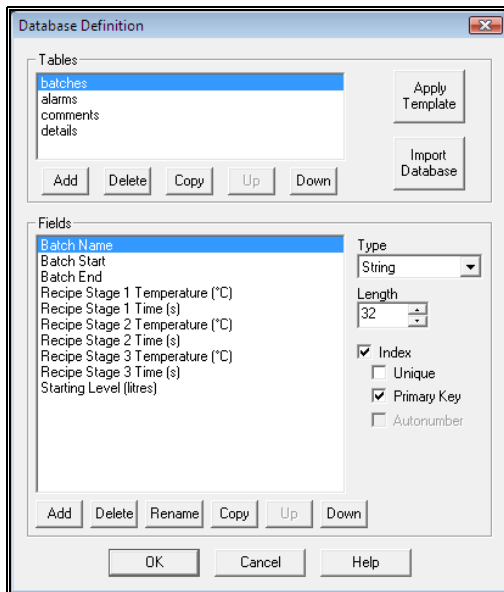 Database Definition
Tables
batches
alarms
comments
details
Apply
Template
Import
Database
Add Delete Copy Up Down
Fields
Batch Name
Batch Start
Batch End
Recipe Stage 1 Temperature (°C)
Recipe Stage 1 Time (s)
Recipe Stage 2 Temperature (°C)
Recipe Stage 2 Time (s)
Recipe Stage 3 Temperature (°C)
Recipe Stage 3 Time (s)
Starting Level (litres)
Type
String
Length
32
Index
Unique
Primary Key
Autonumber
Add Delete Rename Copy Up Down
OK Cancel Help